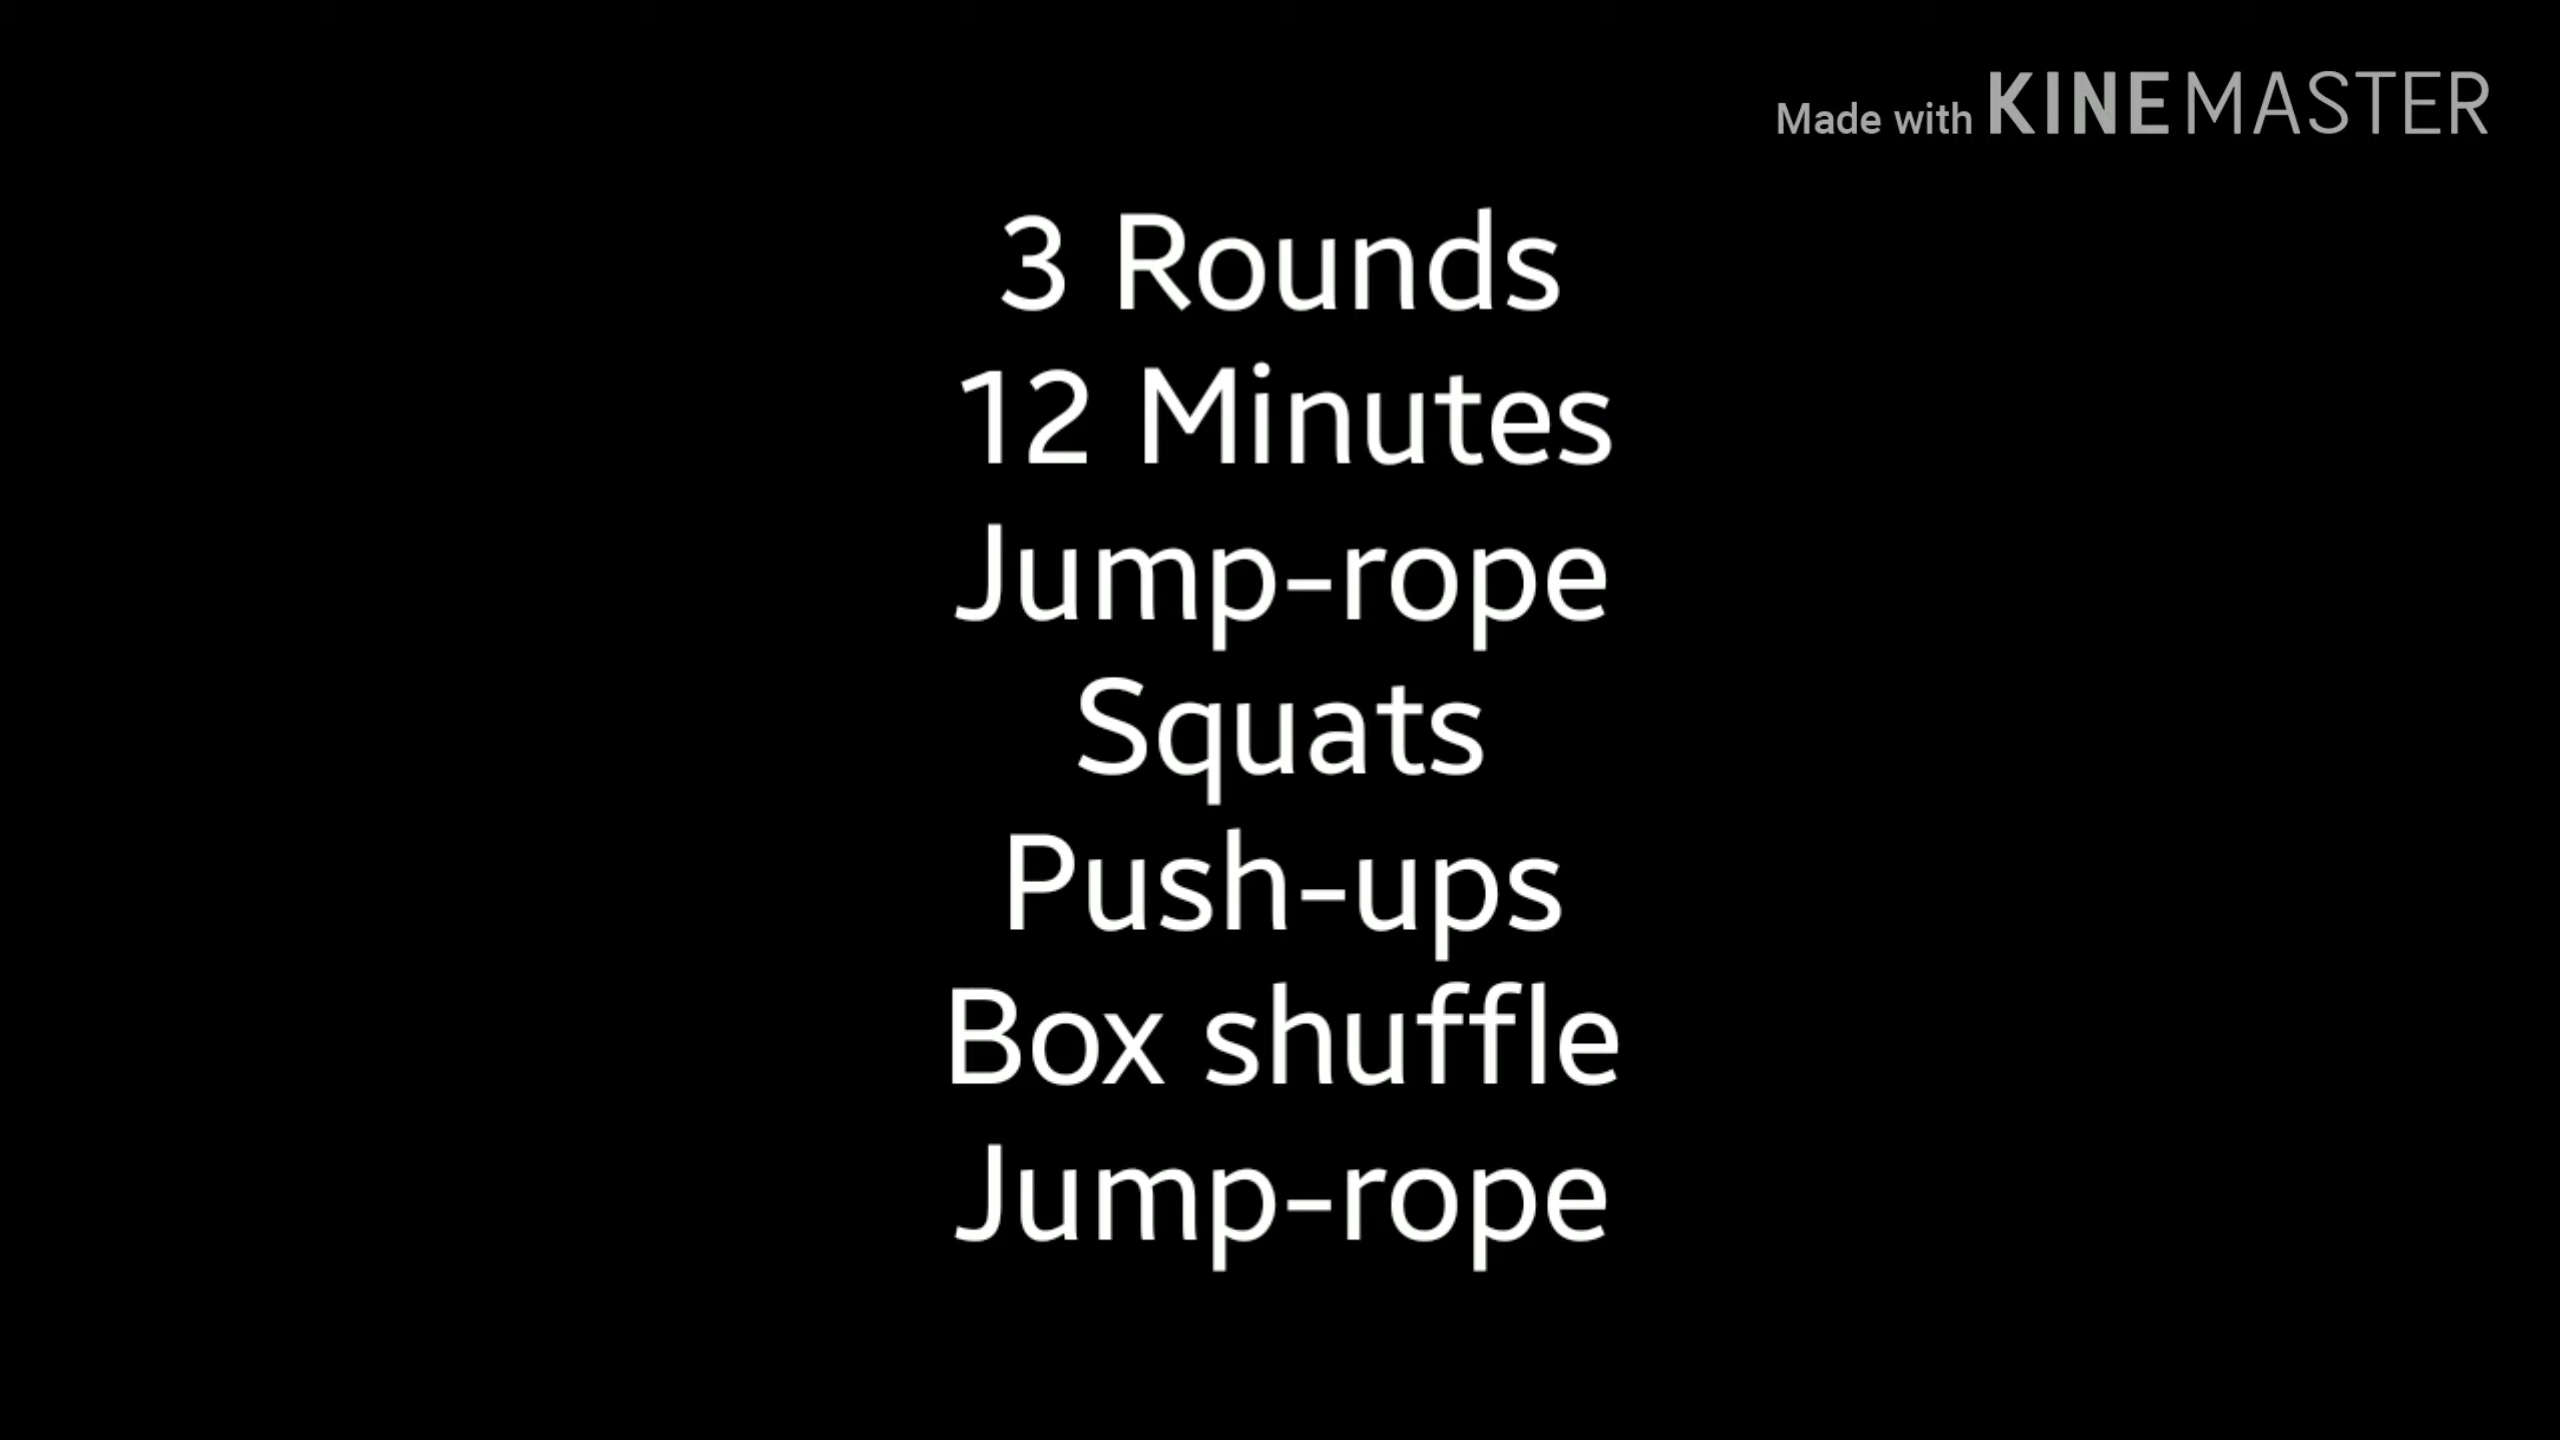 Made with KINEMASTER
3 Rounds
12 Minutes
Jump-rope
Squats
Push-ups
Box shuffle
Jump-rope